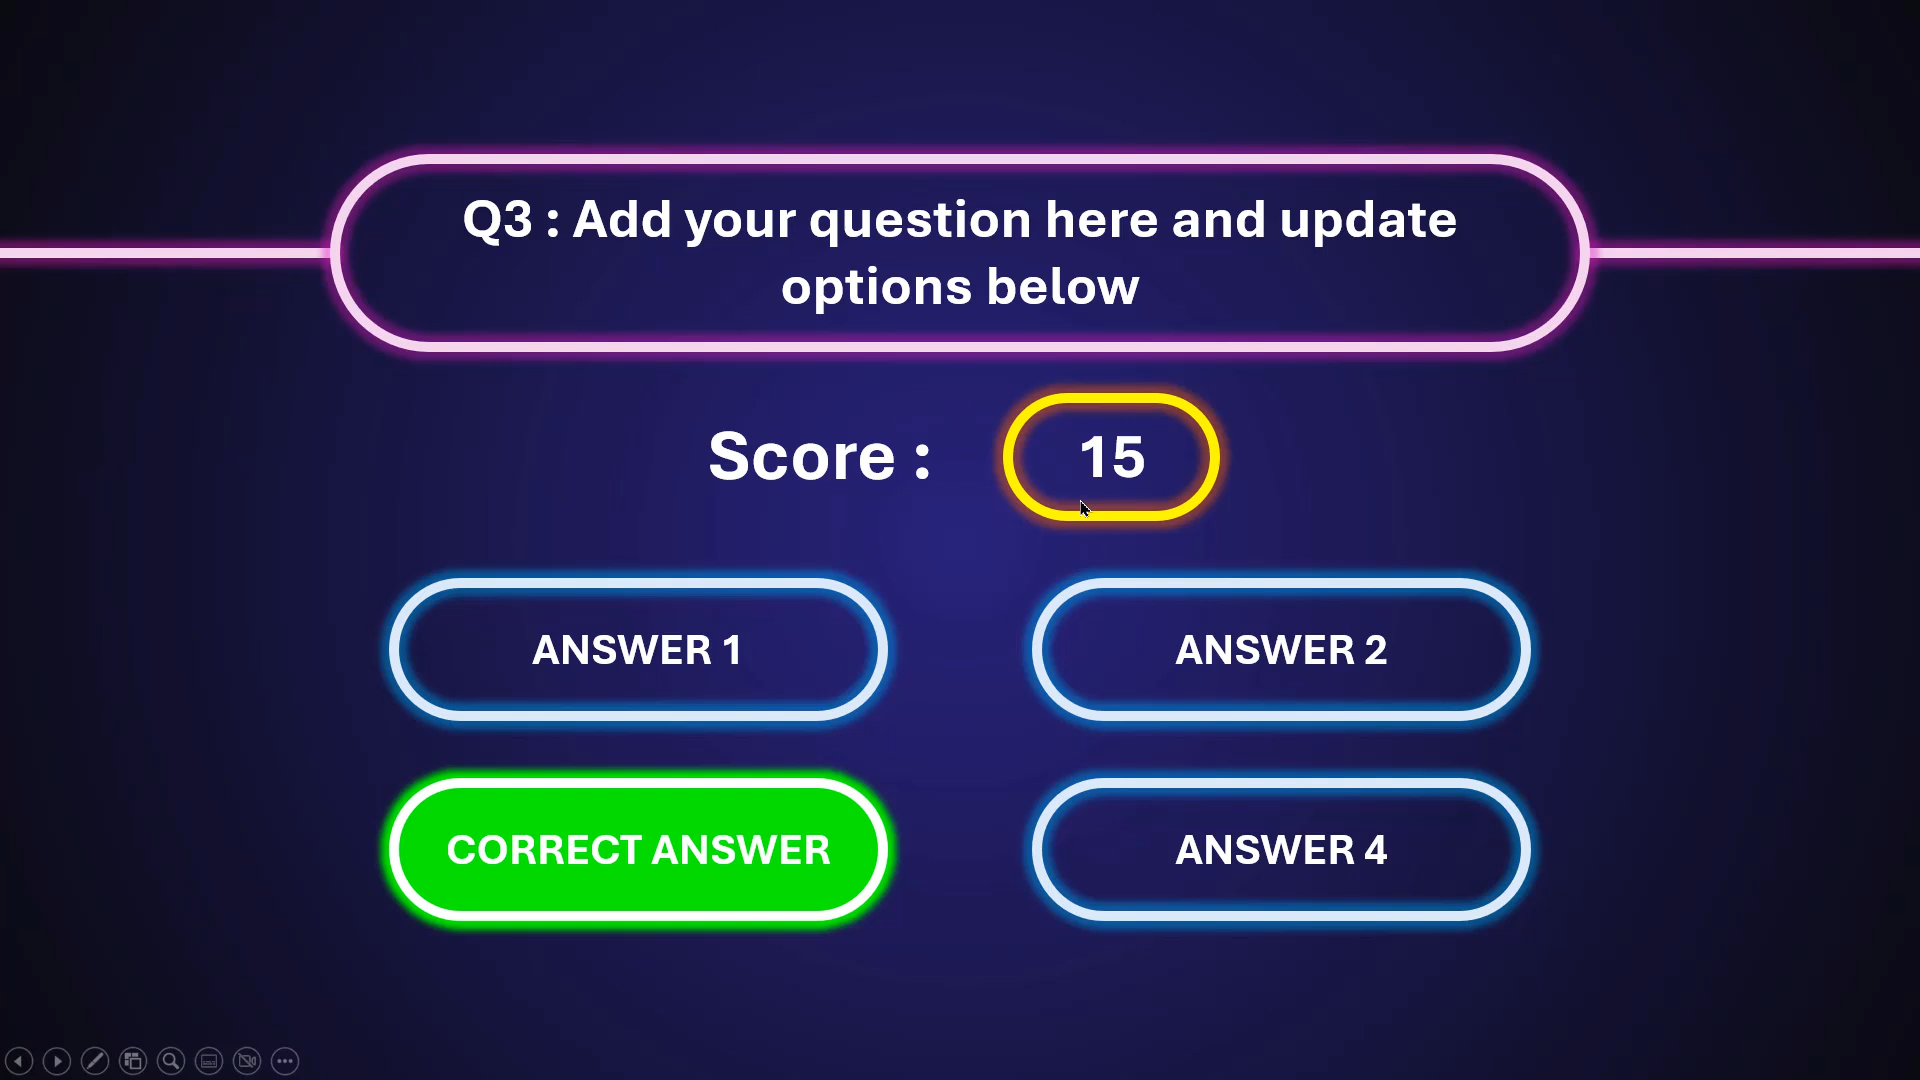 Q3 : Add your question here and update
options below
Score :
15
ANSWER 1
ANSWER 2
CORRECT ANSWER
ANSWER 4